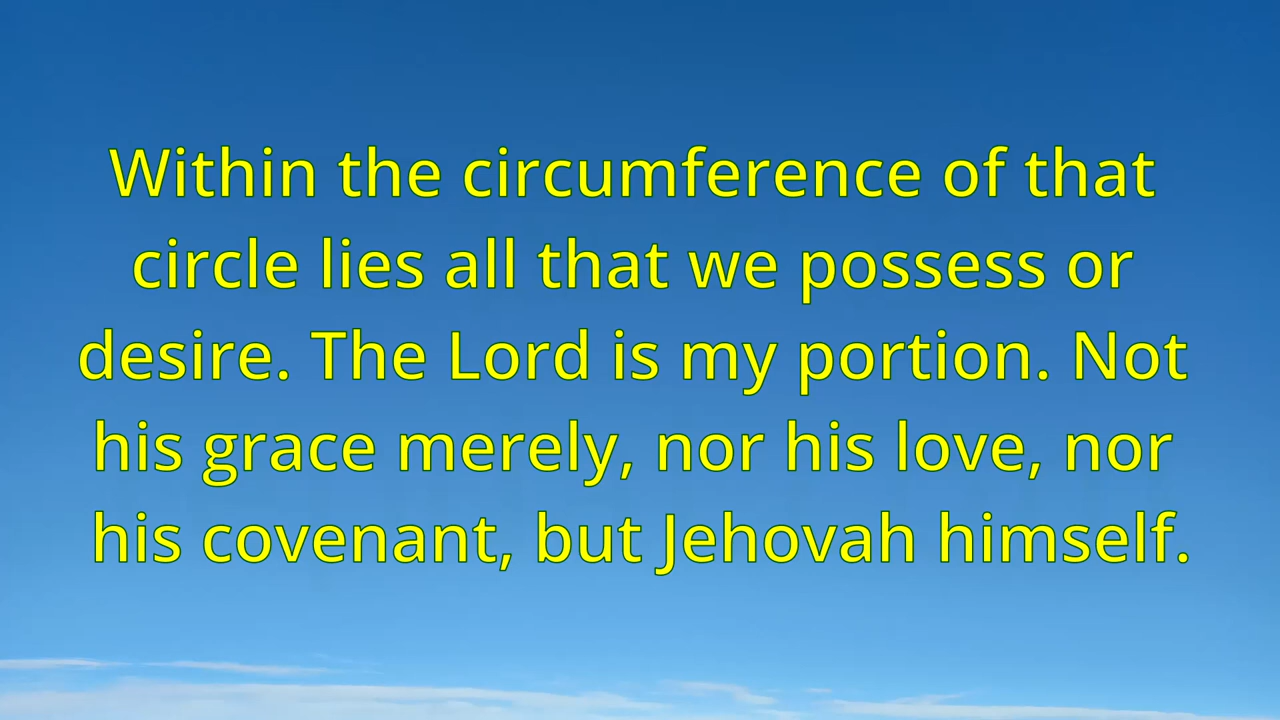 Within the circumference of that
circle lies all that we possess or
desire. The Lord is my portion. Not
his grace merely, nor his love, nor
his covenant, but Jehovah himself.